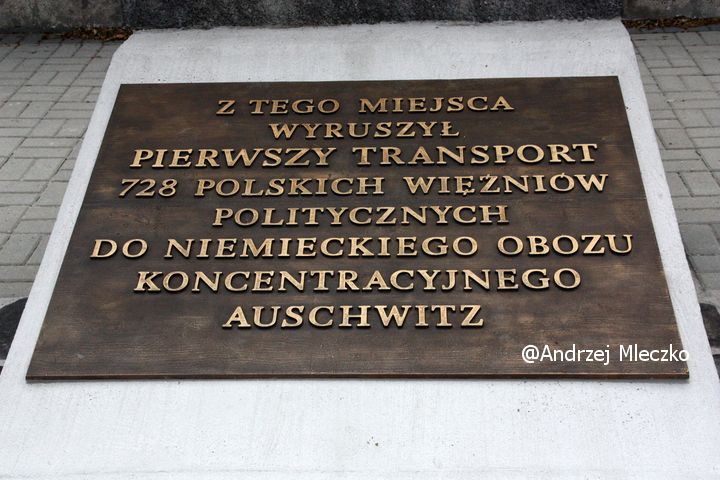 Z TEGO MIEJSCA
WYRUSZYŁ
PIERWSZY TRANSPORT
728 POLSKICH WIĘŹNIÓW
POLITYCZNYCH
DO NIEMIECKIEGO OBOZU
KONCENTRACYJNEGO
AUSCHWITZ
@Andrzej Mleczko